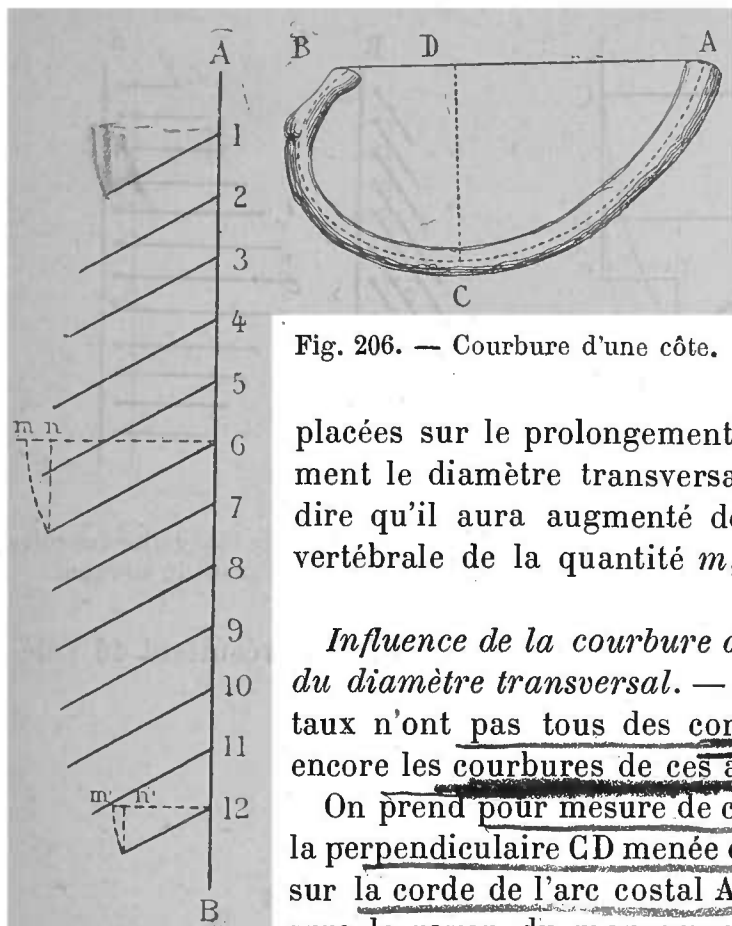 A
1
2
3
4
5
m n
6
7
8
9
10
11
m' n'
12
B
B D A
C
Fig. 206. — Courbure d'une côte.
placées sur le prolongement
ment le diamètre transversa
dire qu'il aura augmenté d
vertébrale de la quantité m
Influence de la courbure
du diamètre transversal. —
taux n'ont pas tous des cor
encore les courbures de ces a
On prend pour mesure de c
la perpendiculaire CD menée
sur la corde de l'arc costal A